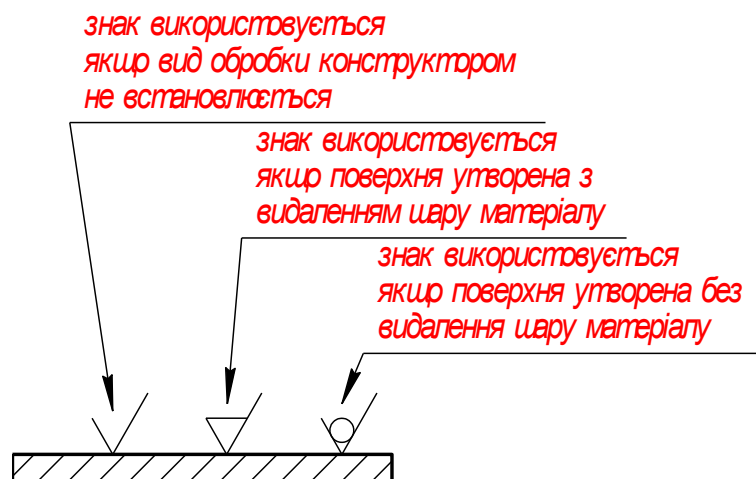 знак використовується
якщо вид обробки конструктором
не встановлюється
знак використовується
якщо поверхня утворена з
видаленням шару матеріалу
знак використовується
якщо поверхня утворена без
видалення шару матеріалу